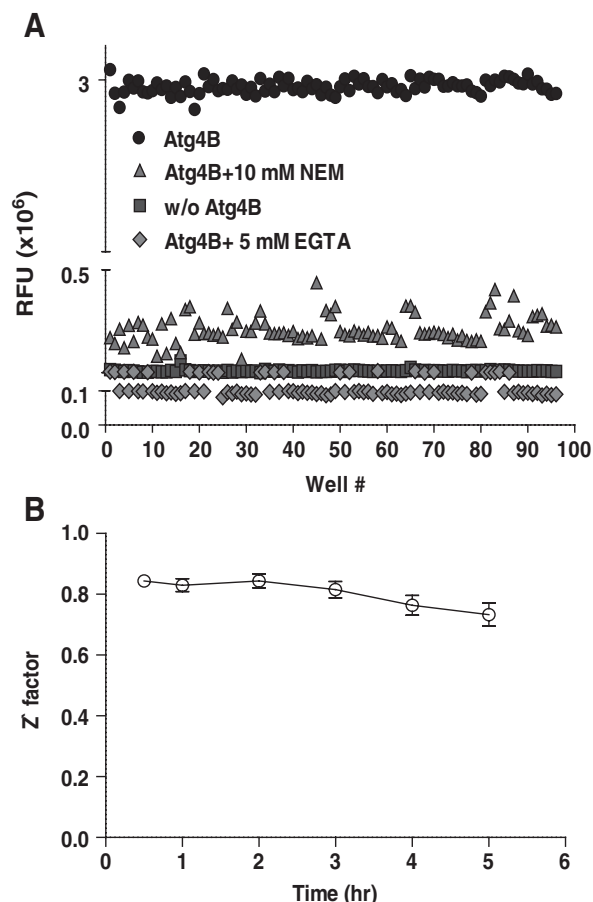 A
3
Atg4B
Atg4B+10 mM NEM
w/o Atg4B
Atg4B+ 5 mM EGTA
RFU (x10⁶)
0.5
0.1
0.0
0 10 20 30 40 50 60 70 80 90 100
Well #
B
1.0
0.8
0.6
0.4
0.2
0.0
Z` factor
0 1 2 3 4 5 6
Time (hr)